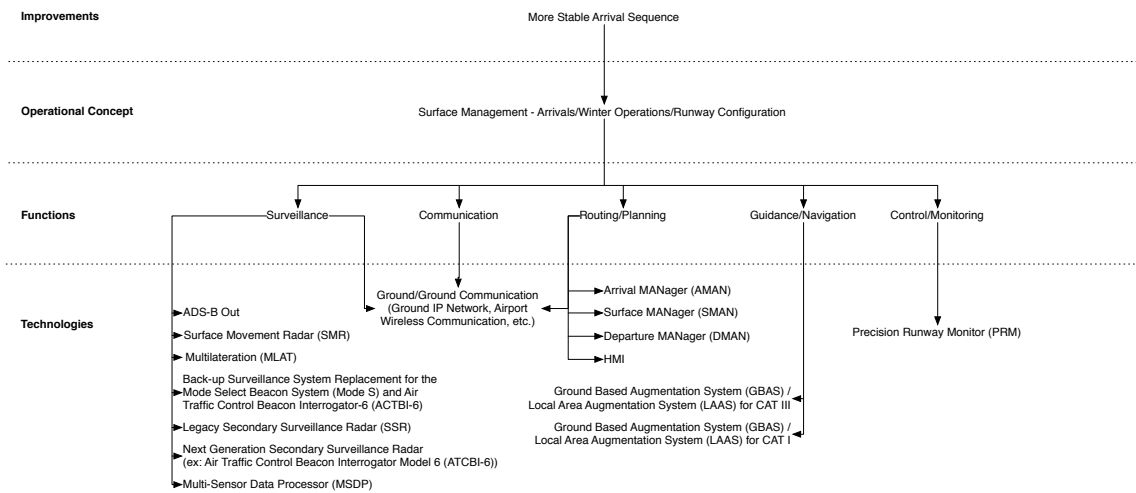 Improvements
More Stable Arrival Sequence
Operational Concept
Surface Management - Arrivals/Winter Operations/Runway Configuration
Functions
Surveillance
Communication
Routing/Planning
Guidance/Navigation
Control/Monitoring
Technologies
ADS-B Out
Surface Movement Radar (SMR)
Multilateration (MLAT)
Back-up Surveillance System Replacement for the
Mode Select Beacon System (Mode S) and Air
Traffic Control Beacon Interrogator-6 (ACTBI-6)
Legacy Secondary Surveillance Radar (SSR)
Next Generation Secondary Surveillance Radar
(ex: Air Traffic Control Beacon Interrogator Model 6 (ATCBI-6))
Multi-Sensor Data Processor (MSDP)
Ground/Ground Communication
(Ground IP Network, Airport
Wireless Communication, etc.)
Arrival MANager (AMAN)
Surface MANager (SMAN)
Departure MANager (DMAN)
HMI
Ground Based Augmentation System (GBAS) /
Local Area Augmentation System (LAAS) for CAT III
Ground Based Augmentation System (GBAS) /
Local Area Augmentation System (LAAS) for CAT I
Precision Runway Monitor (PRM)